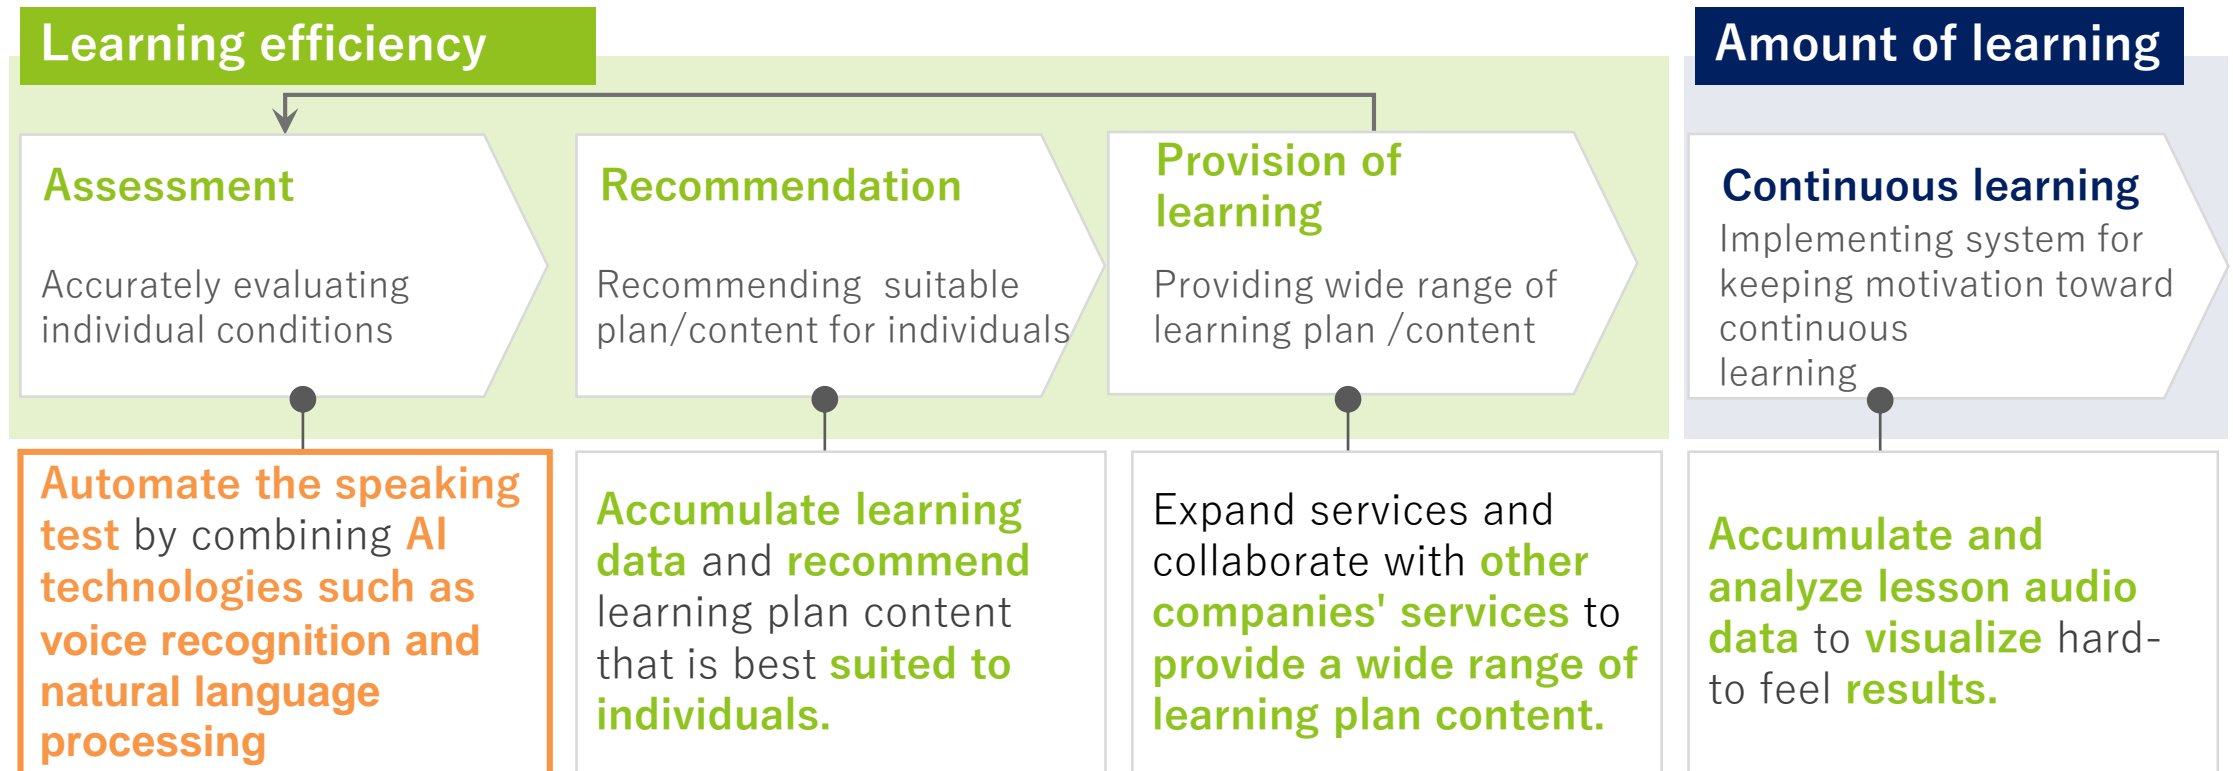 Learning efficiency
Amount of learning
Assessment
Accurately evaluating
individual conditions
Recommendation
Recommending suitable
plan/content for individuals
Provision of
learning
Providing wide range of
learning plan /content
Continuous learning
Implementing system for
keeping motivation toward
continuous
learning
Automate the speaking
test by combining AI
technologies such as
voice recognition and
natural language
processing
Accumulate learning
data and recommend
learning plan content
that is best suited to
individuals.
Expand services and
collaborate with other
companies' services to
provide a wide range of
learning plan content.
Accumulate and
analyze lesson audio
data to visualize hard-
to feel results.